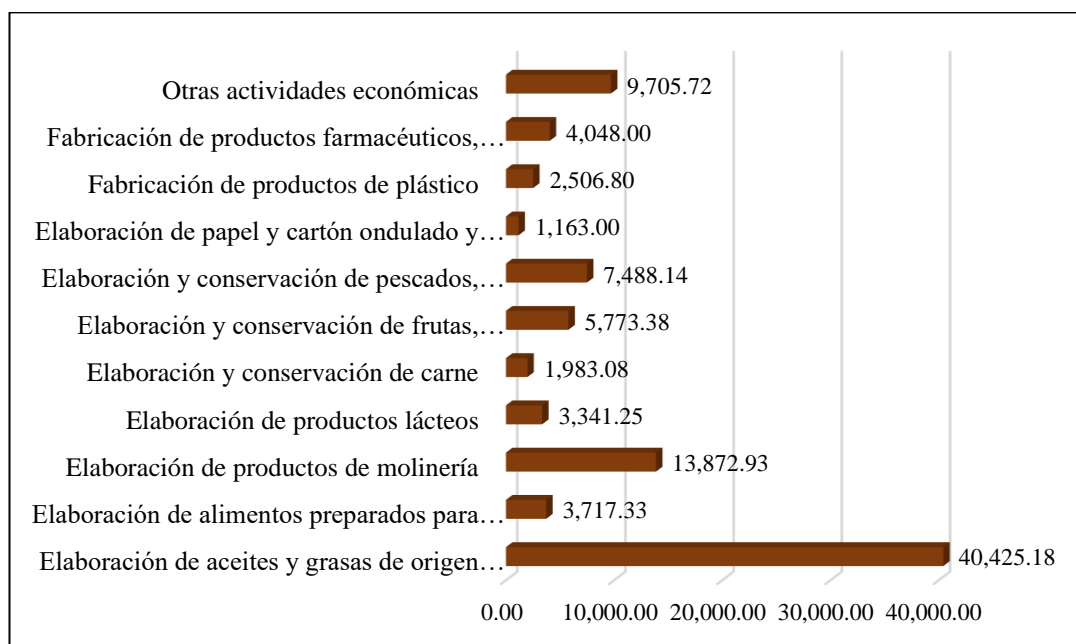 Otras actividades económicas 9,705.72
Fabricación de productos farmacéuticos,… 4,048.00
Fabricación de productos de plástico 2,506.80
Elaboración de papel y cartón ondulado y… 1,163.00
Elaboración y conservación de pescados,… 7,488.14
Elaboración y conservación de frutas,… 5,773.38
Elaboración y conservación de carne 1,983.08
Elaboración de productos lácteos 3,341.25
Elaboración de productos de molinería 13,872.93
Elaboración de alimentos preparados para… 3,717.33
Elaboración de aceites y grasas de origen… 40,425.18
0.00 10,000.00 20,000.00 30,000.00 40,000.00